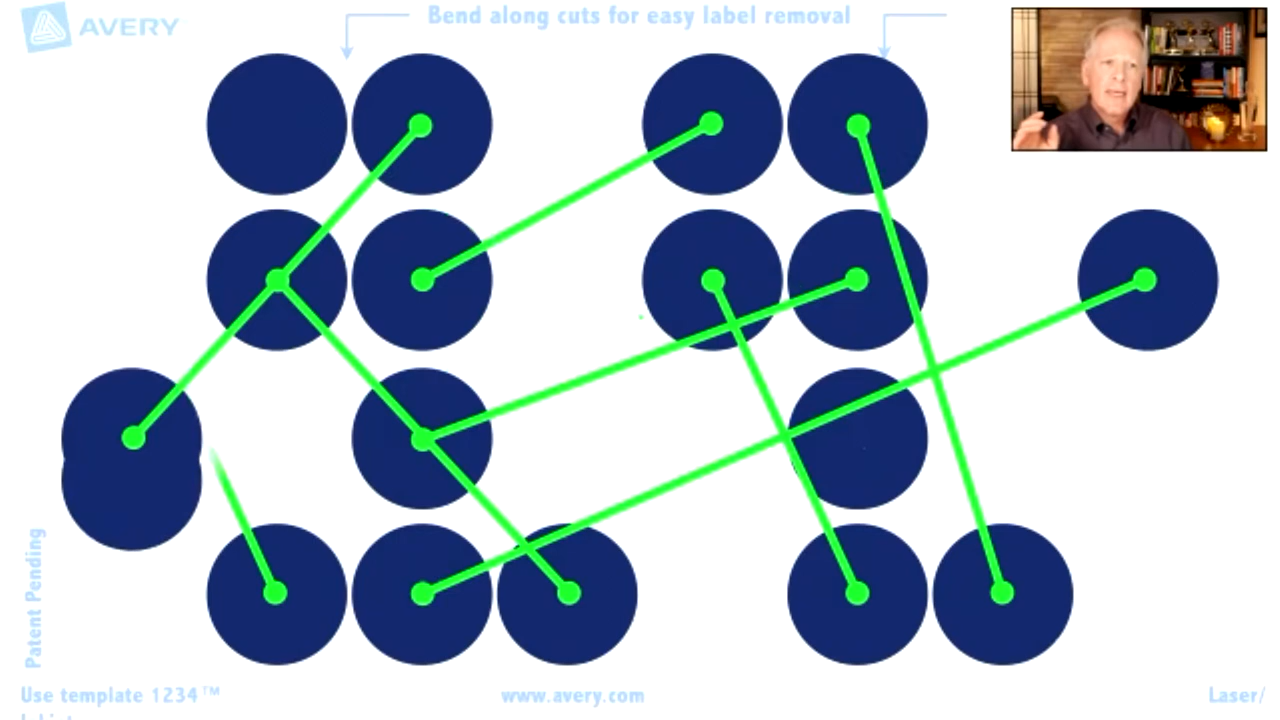 AVERY
Bend along cuts for easy label removal
Patent Pending
Use template 1234™
www.avery.com
Laser/